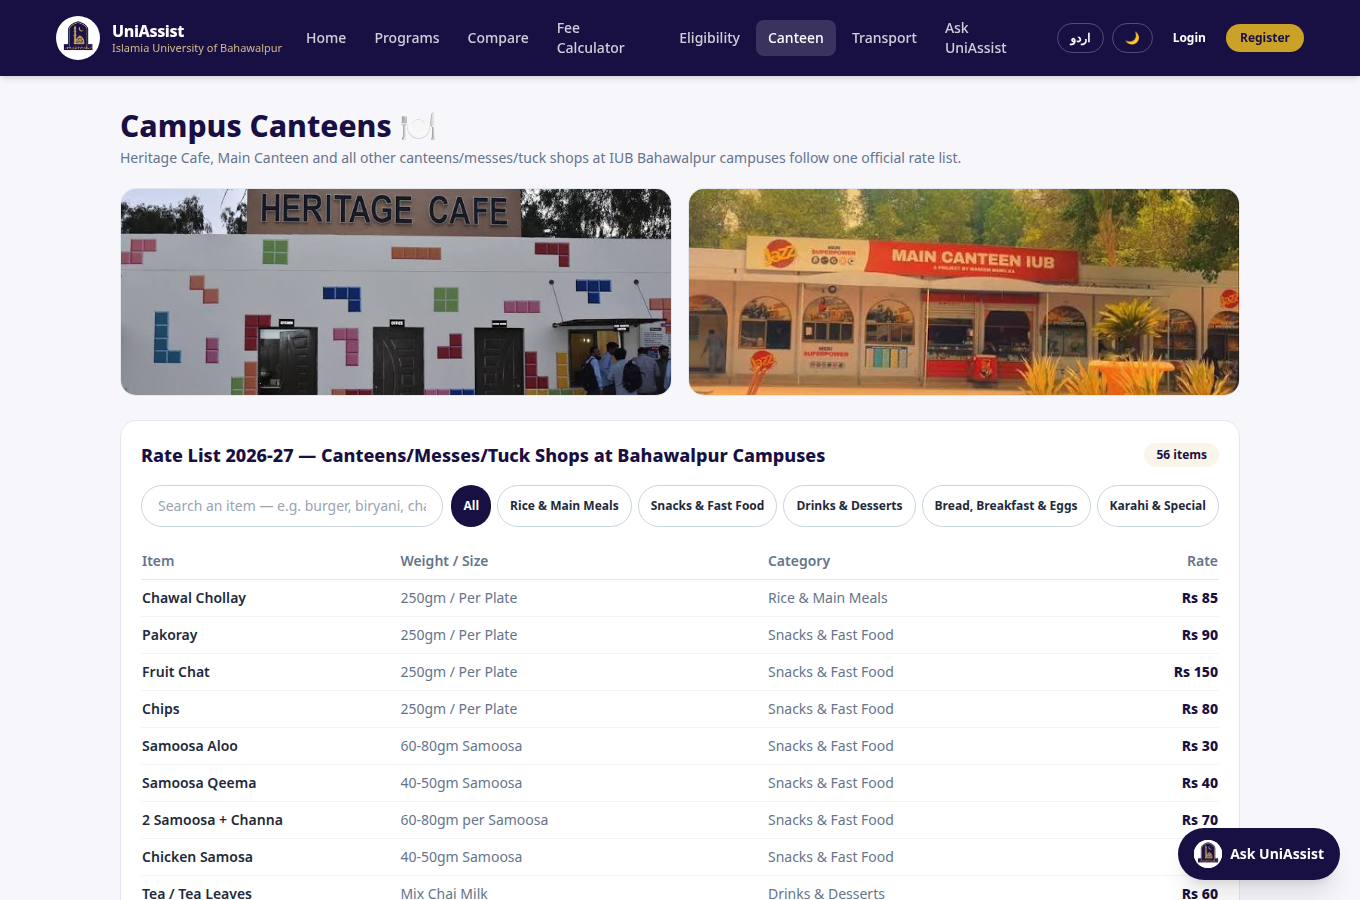 UniAssist
Islamia University of Bahawalpur
Home
Programs
Compare
Fee
Calculator
Eligibility
Canteen
Transport
Ask
UniAssist
اردو
Login
Register
Campus Canteens
Heritage Cafe, Main Canteen and all other canteens/messes/tuck shops at IUB Bahawalpur campuses follow one official rate list.
HERITAGE CAFE
OFFICE
Jazz
SUPERPOWER
MAIN CANTEEN IUB
SUPERPOWER
Jazz
Jazz
Rate List 2026-27 — Canteens/Messes/Tuck Shops at Bahawalpur Campuses
56 items
Search an item — e.g. burger, biryani, cha
All
Rice & Main Meals
Snacks & Fast Food
Drinks & Desserts
Bread, Breakfast & Eggs
Karahi & Special
Item Weight / Size Category Rate
Chawal Chollay 250gm / Per Plate Rice & Main Meals Rs 85
Pakoray 250gm / Per Plate Snacks & Fast Food Rs 90
Fruit Chat 250gm / Per Plate Snacks & Fast Food Rs 150
Chips 250gm / Per Plate Snacks & Fast Food Rs 80
Samoosa Aloo 60-80gm Samoosa Snacks & Fast Food Rs 30
Samoosa Qeema 40-50gm Samoosa Snacks & Fast Food Rs 40
2 Samoosa + Channa 60-80gm per Samoosa Snacks & Fast Food Rs 70
Chicken Samosa 40-50gm Samoosa Snacks & Fast Food
Tea / Tea Leaves Mix Chai Milk Drinks & Desserts Rs 60
Ask UniAssist